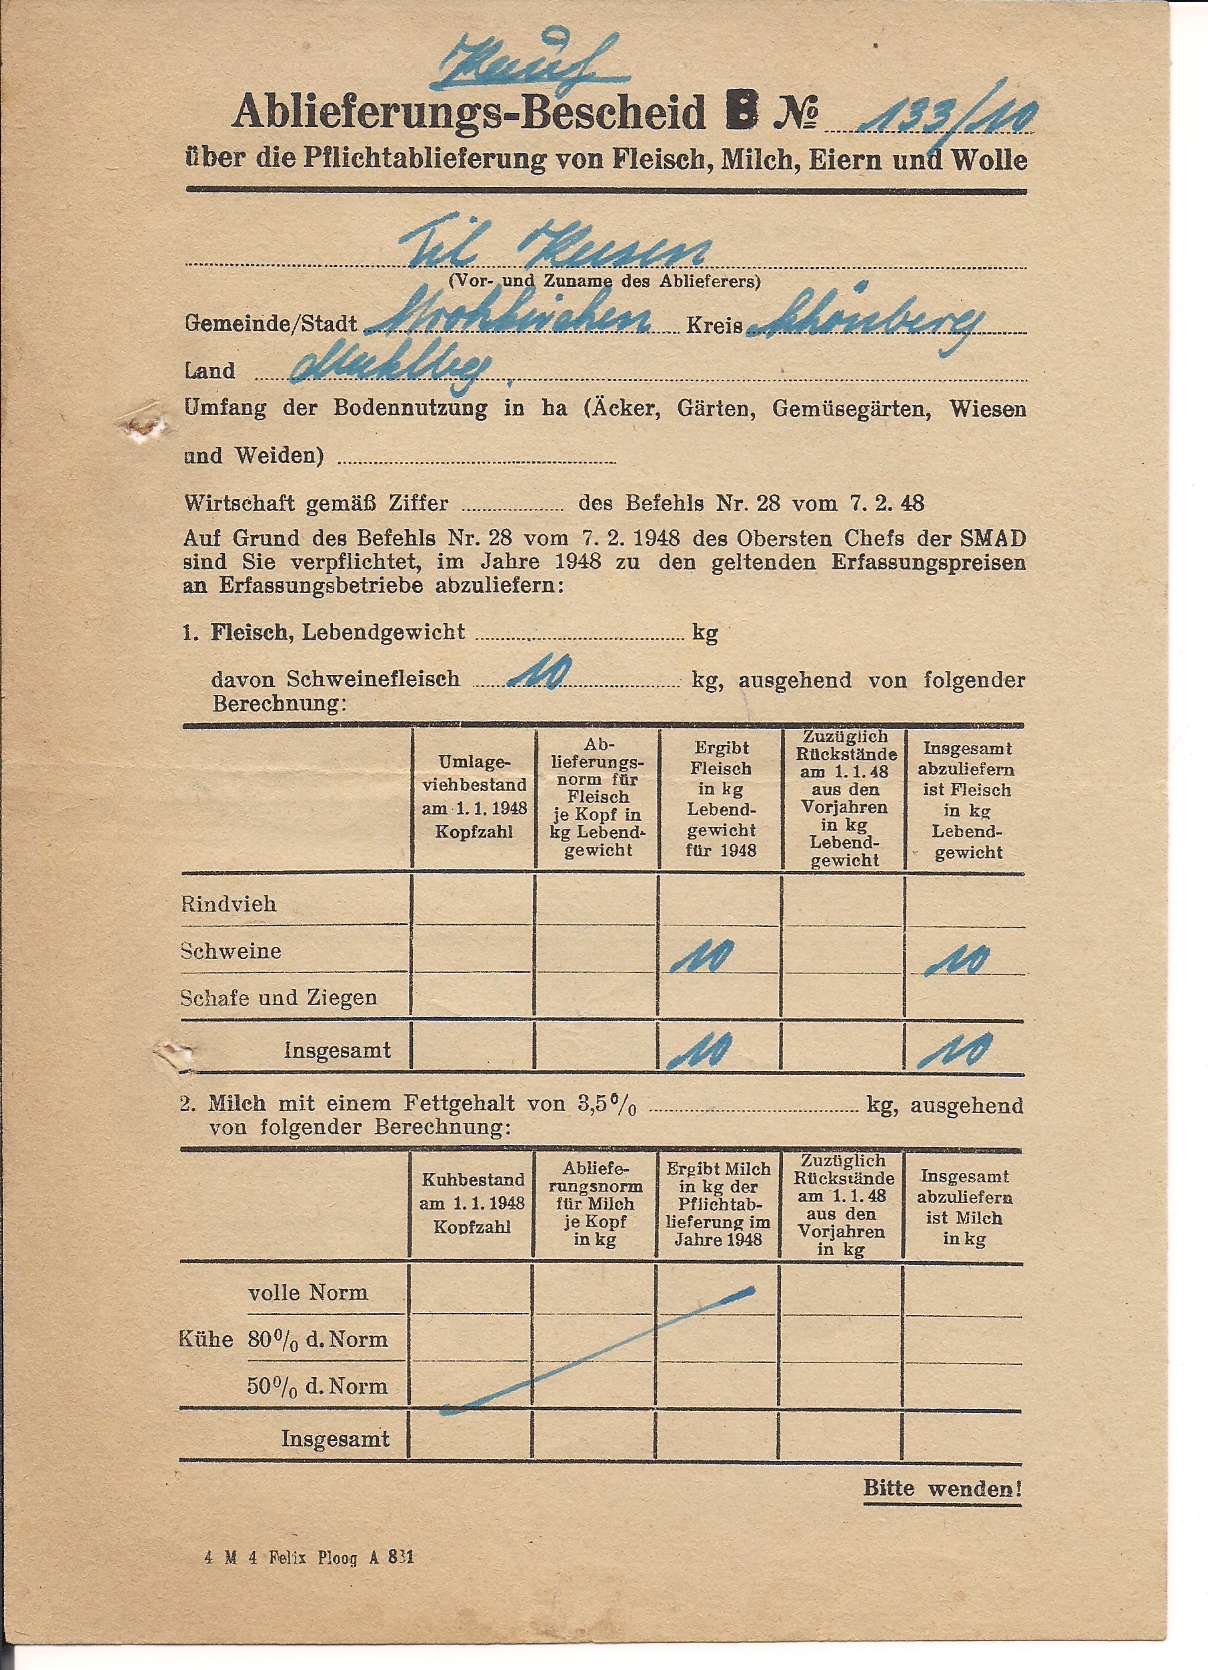 Ablieferungs-Bescheid B № 133/10
über die Pflichtablieferung von Fleisch, Milch, Eiern und Wolle
(Vor- und Zuname des Ablieferers)
Gemeinde/Stadt Kreis Schönberg
Land Mecklbg.
Umfang der Bodennutzung in ha (Äcker, Gärten, Gemüsegärten, Wiesen
und Weiden)
Wirtschaft gemäß Ziffer des Befehls Nr. 28 vom 7. 2. 48
Auf Grund des Befehls Nr. 28 vom 7. 2. 1948 des Obersten Chefs der SMAD
sind Sie verpflichtet, im Jahre 1948 zu den geltenden Erfassungspreisen
an Erfassungsbetriebe abzuliefern:
1. Fleisch, Lebendgewicht kg
davon Schweinefleisch 10 kg, ausgehend von folgender
Berechnung:
Umlage-
viehbestand
am 1. 1. 1948
Kopfzahl
Ab-
lieferungs-
norm für
Fleisch
je Kopf in
kg Lebend-
gewicht
Ergibt
Fleisch
in kg
Lebend-
gewicht
für 1948
Zuzüglich
Rückstände
am 1. 1. 48
aus den
Vorjahren
in kg
Lebend-
gewicht
Insgesamt
abzuliefern
ist Fleisch
in kg
Lebend-
gewicht
Rindvieh
Schweine 10 10
Schafe und Ziegen
Insgesamt 10 10
2. Milch mit einem Fettgehalt von 3,5% kg, ausgehend
von folgender Berechnung:
Kuhbestand
am 1. 1. 1948
Kopfzahl
Abliefe-
rungsnorm
für Milch
je Kopf
in kg
Ergibt Milch
in kg der
Pflichtab-
lieferung im
Jahre 1948
Zuzüglich
Rückstände
am 1. 1. 48
aus den
Vorjahren
in kg
Insgesamt
abzuliefern
ist Milch
in kg
volle Norm
Kühe 80% d. Norm
50% d. Norm
Insgesamt
Bitte wenden!
4 M 4 Felix Ploog A 831